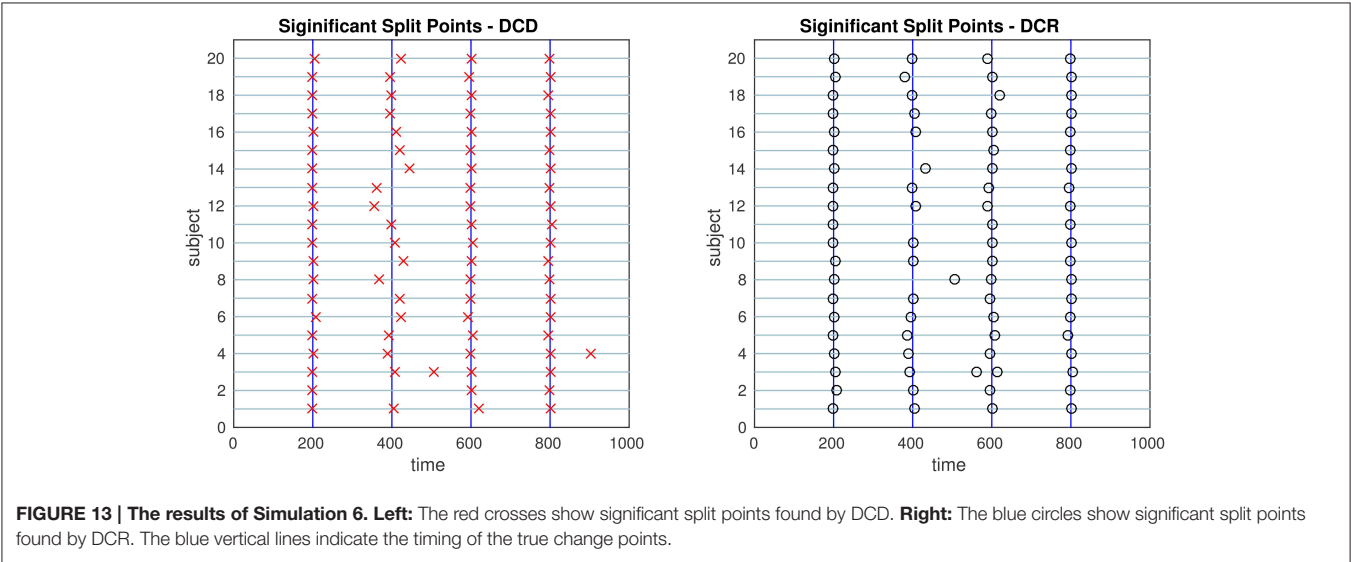 Siginificant Split Points - DCD
20
18
16
14
12
10
8
6
4
2
0
subject
0 200 400 600 800 1000
time
Siginificant Split Points - DCR
20
18
16
14
12
10
8
6
4
2
0
subject
0 200 400 600 800 1000
time
FIGURE 13 | The results of Simulation 6. Left: The red crosses show significant split points found by DCD. Right: The blue circles show significant split points
found by DCR. The blue vertical lines indicate the timing of the true change points.